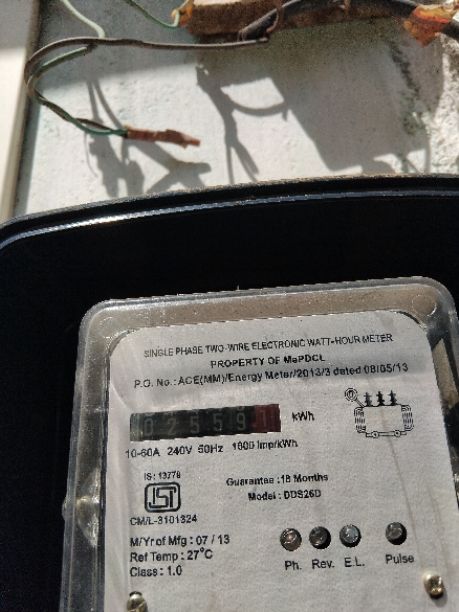 SINGLE PHASE TWO-WIRE ELECTRONIC WATT-HOUR METER
PROPERTY OF MePDCL
P.O. No.:ACE(MM)/Energy Meter/2013/3 dated 08/05/13
02559 kWh
10-60A 240V 50Hz 1600 Imp/kWh
IS: 13779
Guarantee :18 Months
Model : DDS26D
CM/L-3101324
M/Yr of Mfg : 07 / 13
Ref Temp : 27°C
Class : 1.0
Ph. Rev. E.L. Pulse